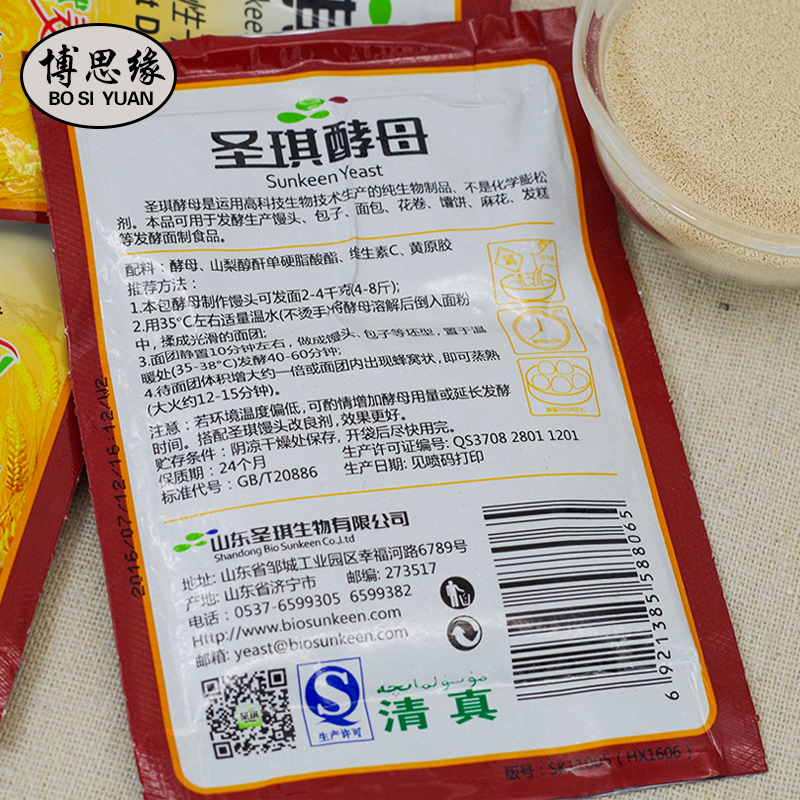 博思缘
BO SI YUAN
圣琪酵母
Sunkeen Yeast
圣琪酵母是运用高科技生物技术生产的纯生物制品、不是化学膨松
剂。本品可用于发酵生产馒头、包子、面包、花卷、馕饼、麻花、发糕
等发酵面制食品。
配料：酵母、山梨醇酐单硬脂酸酯、维生素C、黄原胶
推荐方法：
1.本包酵母制作馒头可发面2-4千克(4-8斤);
2.用35°C左右适量温水(不烫手)将酵母溶解后倒入面粉
中，揉成光滑的面团;
3.面团静置10分钟左右，做成馒头、包子等坯型，置于温
暖处(35-38°C)发酵40-60分钟;
4.待面团体积增大约一倍或面团内出现蜂窝状，即可蒸熟
(大火约12-15分钟)。
注意：若环境温度偏低，可酌情增加酵母用量或延长发酵
时间。搭配圣琪馒头改良剂，效果更好。
贮存条件：阴凉干燥处保存，开袋后尽快用完。
保质期：24个月
生产许可证编号: QS3708 2801 1201
标准代号：GB/T20886
生产日期：见喷码打印
2016/07/12/16:12/W2
山东圣琪生物有限公司
Shandong Bio Sunkeen Co.,Ltd
地址: 山东省邹城工业园区幸福河路6789号
产地: 山东省济宁市 邮编: 273517
电话：0537-6599305 6599382
Http://www.biosunkeen.com
邮箱: yeast@biosunkeen.com
6921385588065
QS
生产许可
清真
版号：SK11005（HX1606）